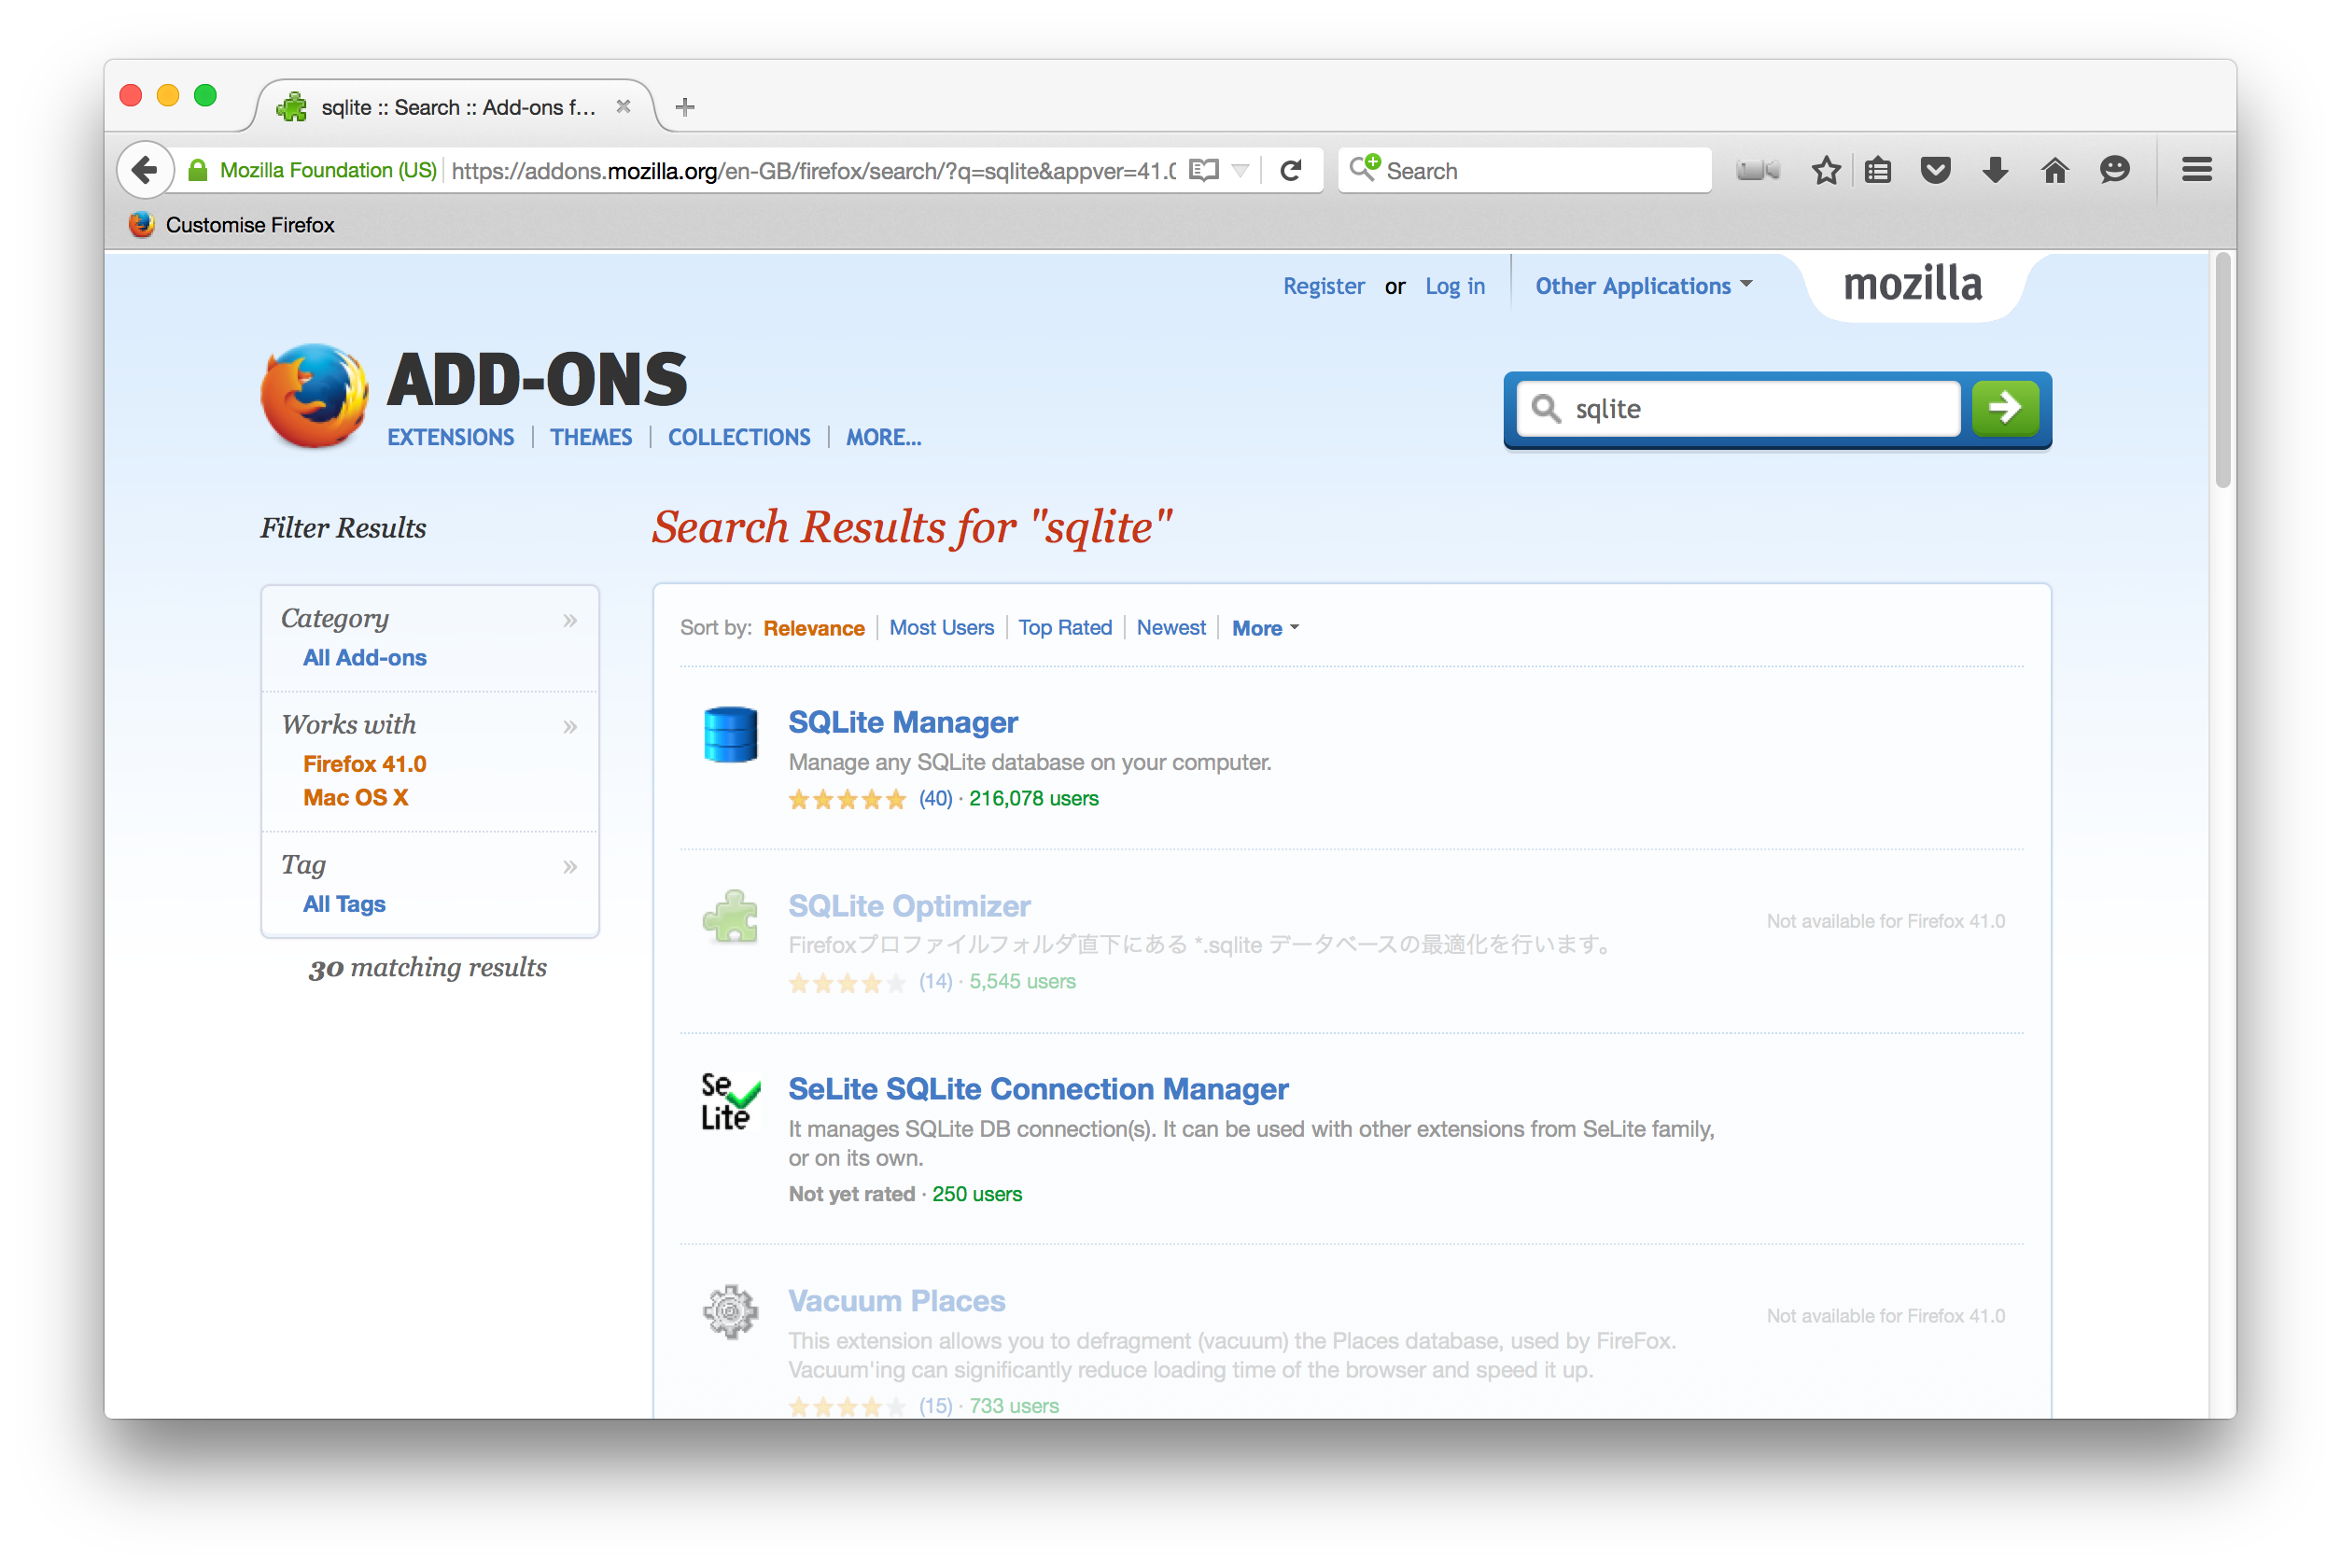 sqlite :: Search :: Add-ons f...
Mozilla Foundation (US)
https://addons.mozilla.org/en-GB/firefox/search/?q=sqlite&appver=41.0
Search
Customise Firefox
Register or Log in
Other Applications
mozilla
ADD-ONS
EXTENSIONS | THEMES | COLLECTIONS | MORE...
sqlite
Filter Results
Search Results for "sqlite"
Category »
All Add-ons
Works with »
Firefox 41.0
Mac OS X
Tag »
All Tags
30 matching results
Sort by: Relevance | Most Users | Top Rated | Newest | More
SQLite Manager
Manage any SQLite database on your computer.
(40) · 216,078 users
SQLite Optimizer
Not available for Firefox 41.0
Firefoxプロファイルフォルダ直下にある *.sqlite データベースの最適化を行います。
(14) · 5,545 users
Se
Lite
SeLite SQLite Connection Manager
It manages SQLite DB connection(s). It can be used with other extensions from SeLite family,
or on its own.
Not yet rated · 250 users
Vacuum Places
Not available for Firefox 41.0
This extension allows you to defragment (vacuum) the Places database, used by FireFox.
Vacuum'ing can significantly reduce loading time of the browser and speed it up.
(15) · 733 users